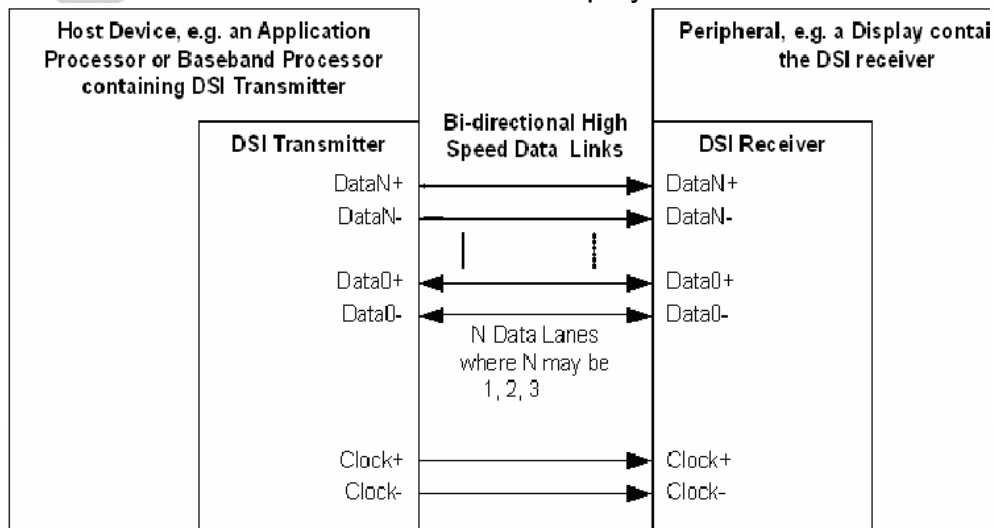 Host Device, e.g. an Application
Processor or Baseband Processor
containing DSI Transmitter
Peripheral, e.g. a Display contai
the DSI receiver
DSI Transmitter
Bi-directional High
Speed Data Links
DSI Receiver
DataN+
DataN+
DataN-
DataN-
Data0+
Data0+
Data0-
Data0-
N Data Lanes
where N may be
1, 2, 3
Clock+
Clock+
Clock-
Clock-